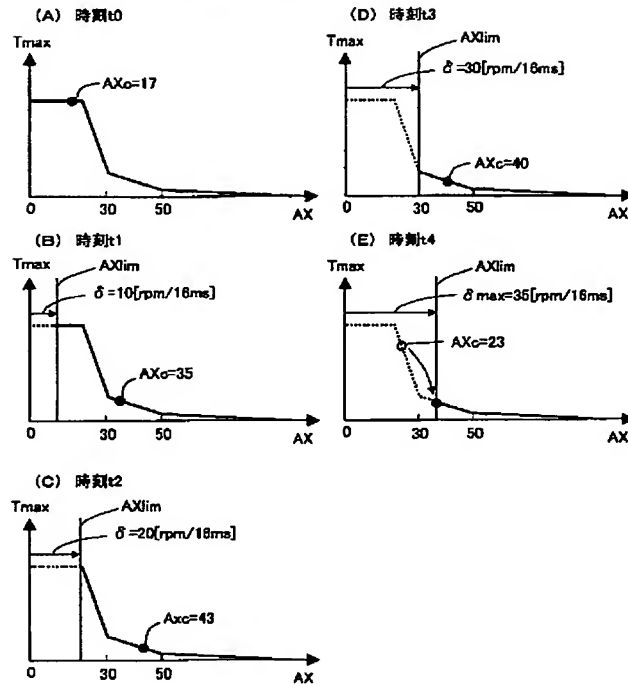 (A) 時刻t0
Tmax
AXc=17
0
30
50
AX
(B) 時刻t1
Tmax
AXlim
δ=10[rpm/16ms]
AXc=35
0
30
50
AX
(C) 時刻t2
Tmax
AXlim
δ=20[rpm/16ms]
Axc=43
0
30
50
AX
(D) 時刻t3
Tmax
AXlim
δ=30[rpm/16ms]
AXc=40
0
30
50
AX
(E) 時刻t4
Tmax
AXlim
δmax=35[rpm/16ms]
AXc=23
0
30
50
AX